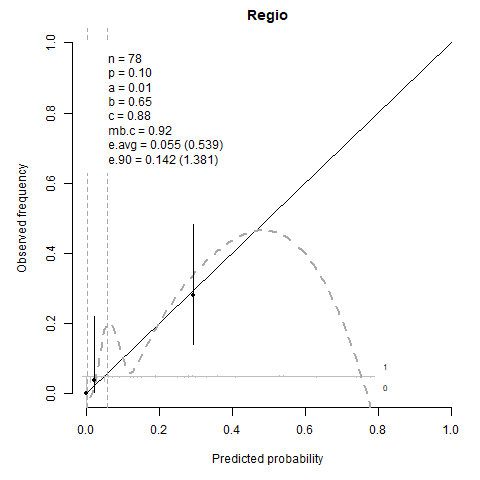 Regio
n = 78
p = 0.10
a = 0.01
b = 0.65
c = 0.88
mb.c = 0.92
e.avg = 0.055 (0.539)
e.90 = 0.142 (1.381)
Observed frequency
1.0
0.8
0.6
0.4
0.2
0.0
1
0
0.0 0.2 0.4 0.6 0.8 1.0
Predicted probability